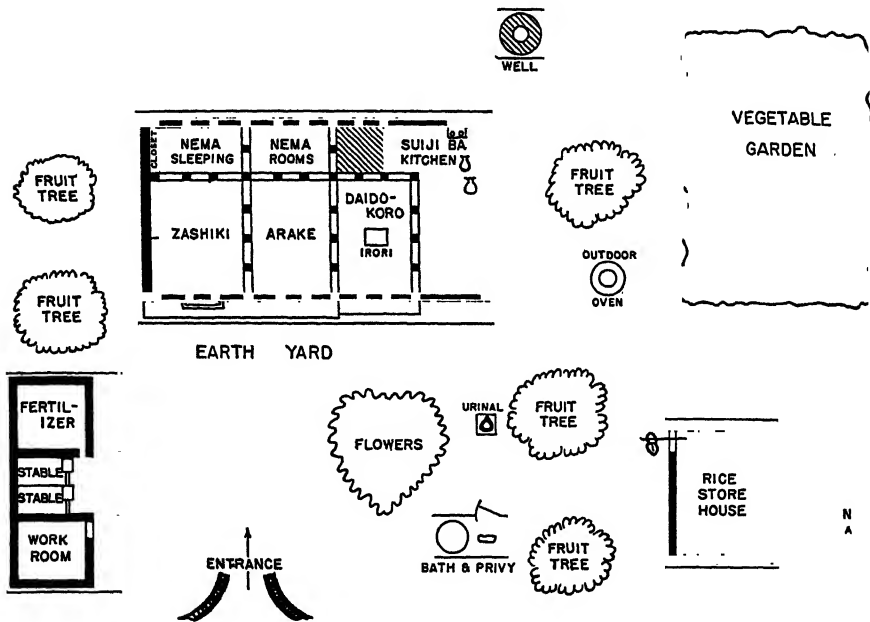 WELL
VEGETABLE
GARDEN
CLOSET
NEMA
SLEEPING
NEMA
ROOMS
SUIJI BA
KITCHEN
FRUIT
TREE
FRUIT
TREE
DAIDO-
KORO
ZASHIKI
ARAKE
IRORI
OUTDOOR
OVEN
FRUIT
TREE
EARTH YARD
FERTIL-
IZER
URINAL
FRUIT
TREE
FLOWERS
STABLE
STABLE
RICE
STORE
HOUSE
N
A
WORK
ROOM
ENTRANCE
BATH & PRIVY
FRUIT
TREE